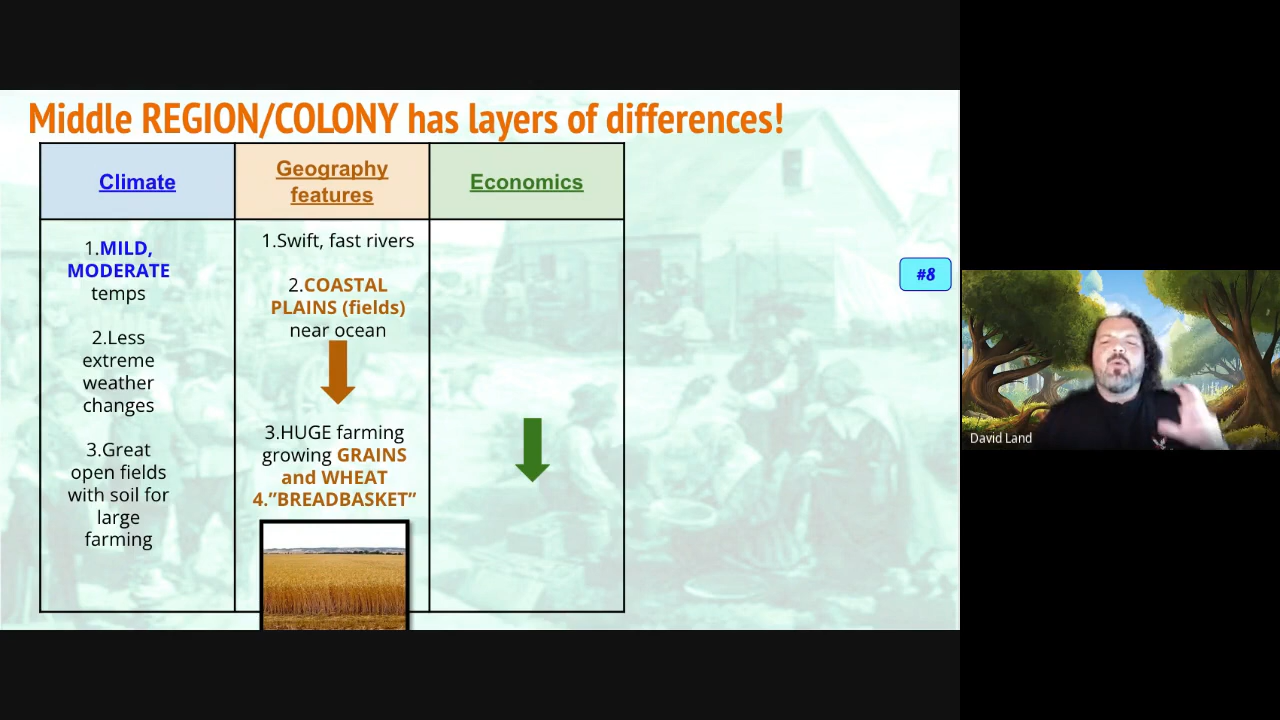 Middle REGION/COLONY has layers of differences!
Climate
Geography
features
Economics
1.MILD,
MODERATE
temps
2.Less
extreme
weather
changes
3.Great
open fields
with soil for
large
farming
1.Swift, fast rivers
2.COASTAL
PLAINS (fields)
near ocean
3.HUGE farming
growing GRAINS
and WHEAT
4.”BREADBASKET”
#8
David Land